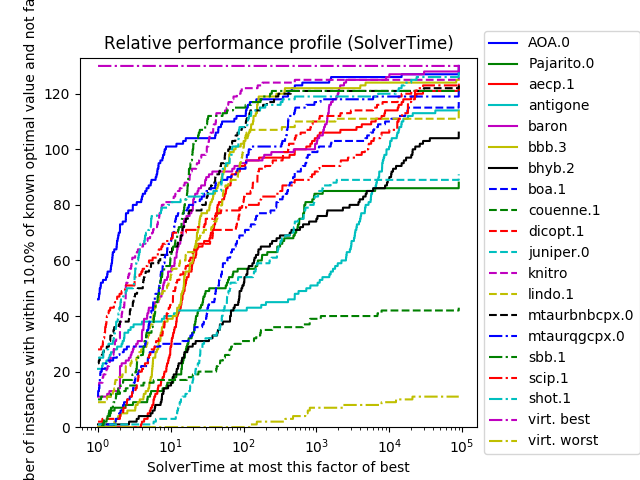 Relative performance profile (SolverTime)
ber of instances with within 10.0% of known optimal value and not
120
100
80
60
40
20
0
10⁰
10¹
10²
10³
10⁴
10⁵
SolverTime at most this factor of best
AOA.0
Pajarito.0
aecp.1
antigone
baron
bbb.3
bhyb.2
boa.1
couenne.1
dicopt.1
juniper.0
knitro
lindo.1
mtaurbnbcpx.0
mtaurqgcpx.0
sbb.1
scip.1
shot.1
virt. best
virt. worst